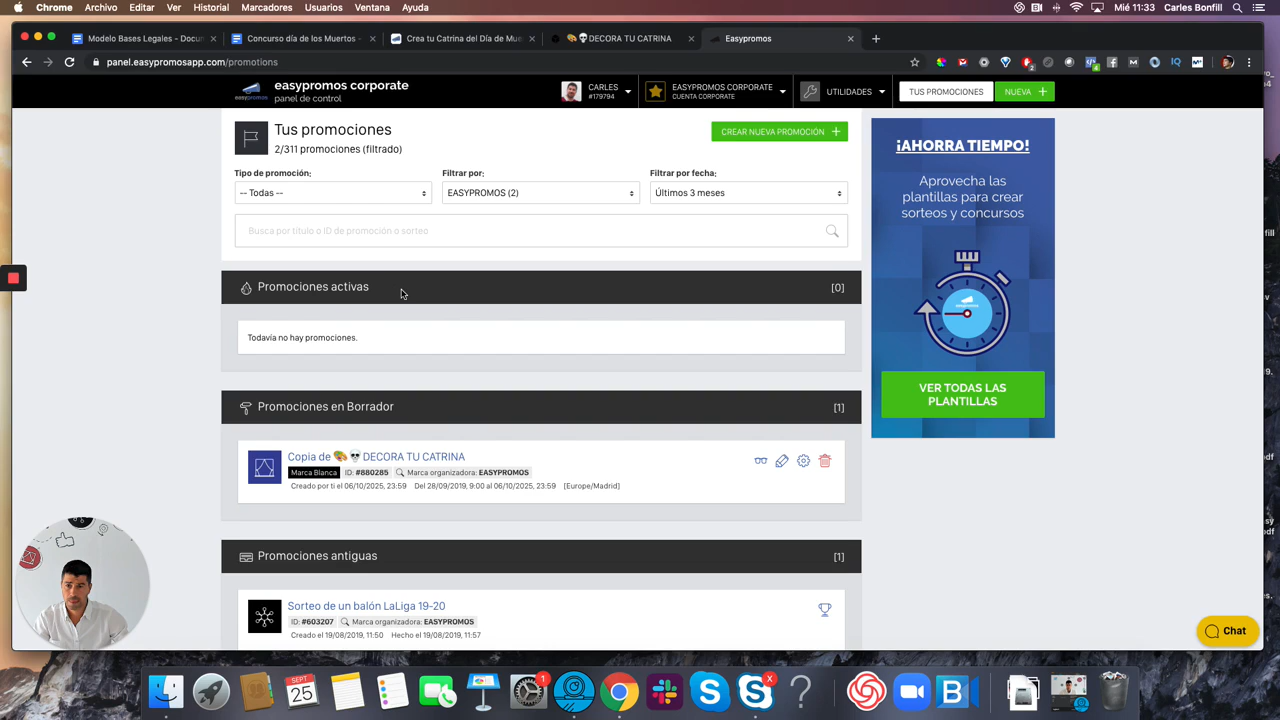 Chrome Archivo Editar Ver Historial Marcadores Usuarios Ventana Ayuda Mié 11:33 Carles Bonfill
Modelo Bases Legales - Docum Concurso día de los Muertos - Crea tu Catrina del Día de Mue DECORA TU CATRINA Easypromos
panel.easypromosapp.com/promotions
easypromos corporate
panel de control
CARLES
#179794
EASYPROMOS CORPORATE
CUENTA CORPORATE
UTILIDADES
TUS PROMOCIONES
NUEVA +
Tus promociones
2/311 promociones (filtrado)
CREAR NUEVA PROMOCIÓN +
Tipo de promoción:
Filtrar por:
Filtrar por fecha:
-- Todas --
EASYPROMOS (2)
Últimos 3 meses
Busca por título o ID de promoción o sorteo
Promociones activas [0]
Todavía no hay promociones.
Promociones en Borrador [1]
Copia de 🎨💀DECORA TU CATRINA
Marca Blanca ID: #880285 Marca organizadora: EASYPROMOS
Creado por ti el 06/10/2025, 23:59 Del 28/09/2019, 9:00 al 06/10/2025, 23:59 [Europe/Madrid]
Promociones antiguas [1]
Sorteo de un balón LaLiga 19-20
ID: #603207 Marca organizadora: EASYPROMOS
Creado el 19/08/2019, 11:50 Hecho el 19/08/2019, 11:57
¡AHORRA TIEMPO!
Aprovecha las
plantillas para crear
sorteos y concursos
easypromos
VER TODAS LAS
PLANTILLAS
Chat
SEPT
25